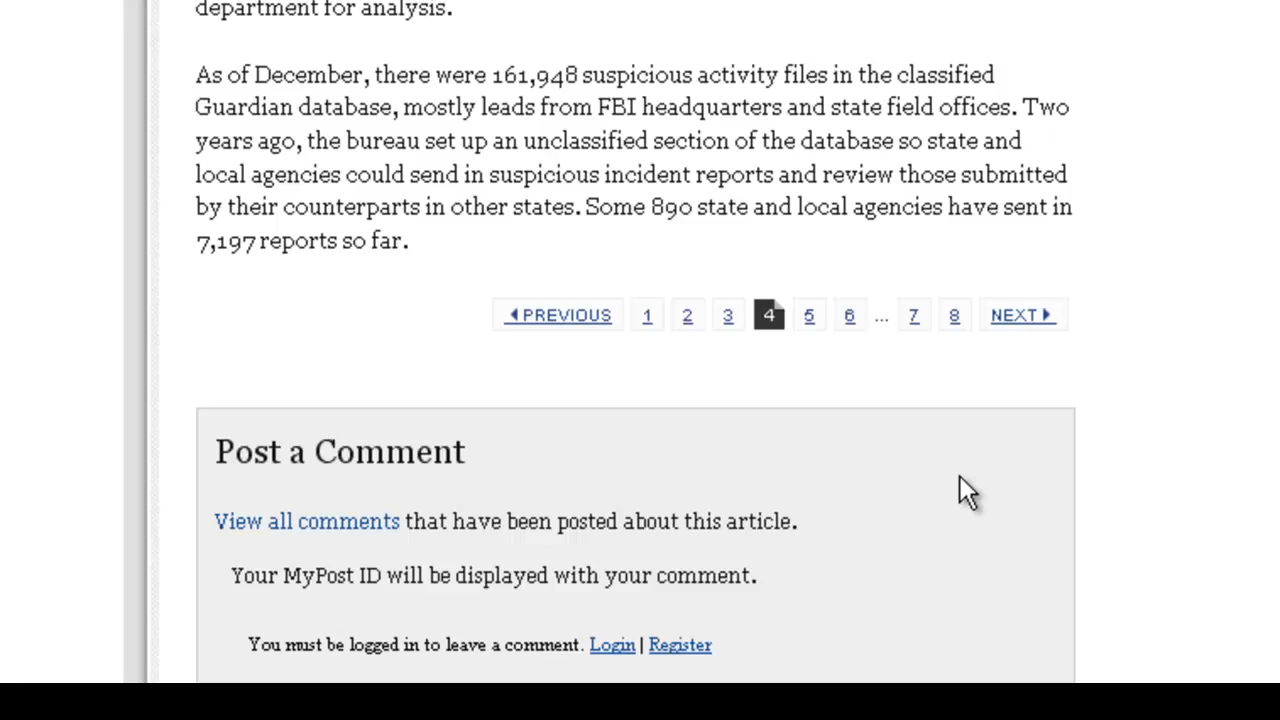 department for analysis.
As of December, there were 161,948 suspicious activity files in the classified
Guardian database, mostly leads from FBI headquarters and state field offices. Two
years ago, the bureau set up an unclassified section of the database so state and
local agencies could send in suspicious incident reports and review those submitted
by their counterparts in other states. Some 890 state and local agencies have sent in
7,197 reports so far.
PREVIOUS 1 2 3 4 5 6 ... 7 8 NEXT
Post a Comment
View all comments that have been posted about this article.
Your MyPost ID will be displayed with your comment.
You must be logged in to leave a comment. Login | Register